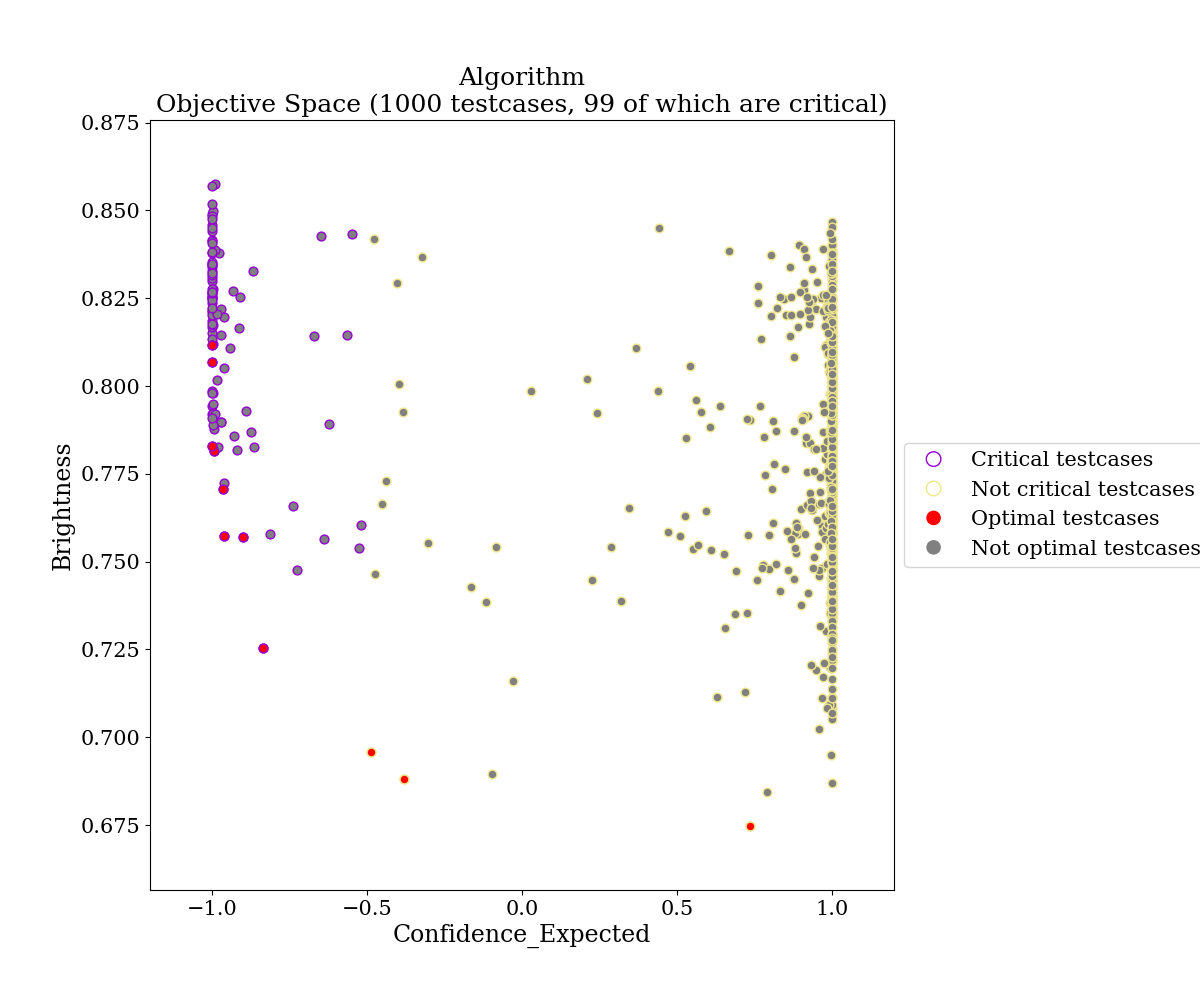 Algorithm
Objective Space (1000 testcases, 99 of which are critical)
0.875
0.850
0.825
0.800
0.775
0.750
0.725
0.700
0.675
Brightness
−1.0
−0.5
0.0
0.5
1.0
Confidence_Expected
Critical testcases
Not critical testcases
Optimal testcases
Not optimal testcases